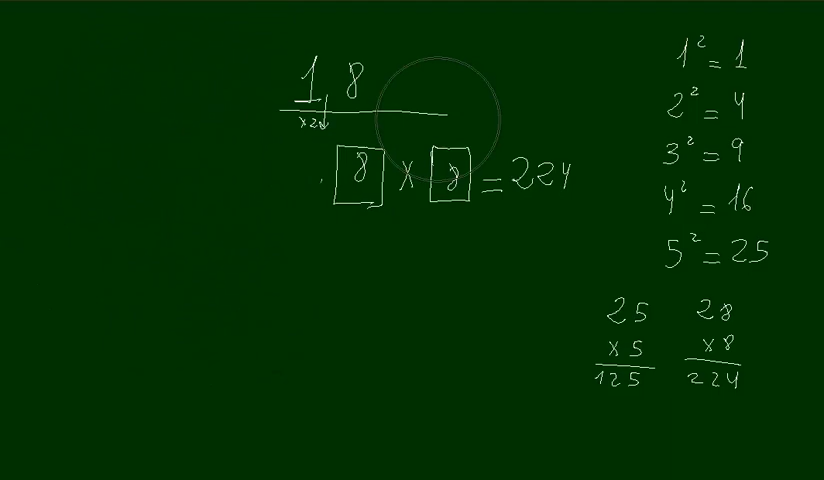 1 8
×2
8 × 8 = 224
1² = 1
2² = 4
3² = 9
4² = 16
5² = 25
25
×5
125
28
×8
224